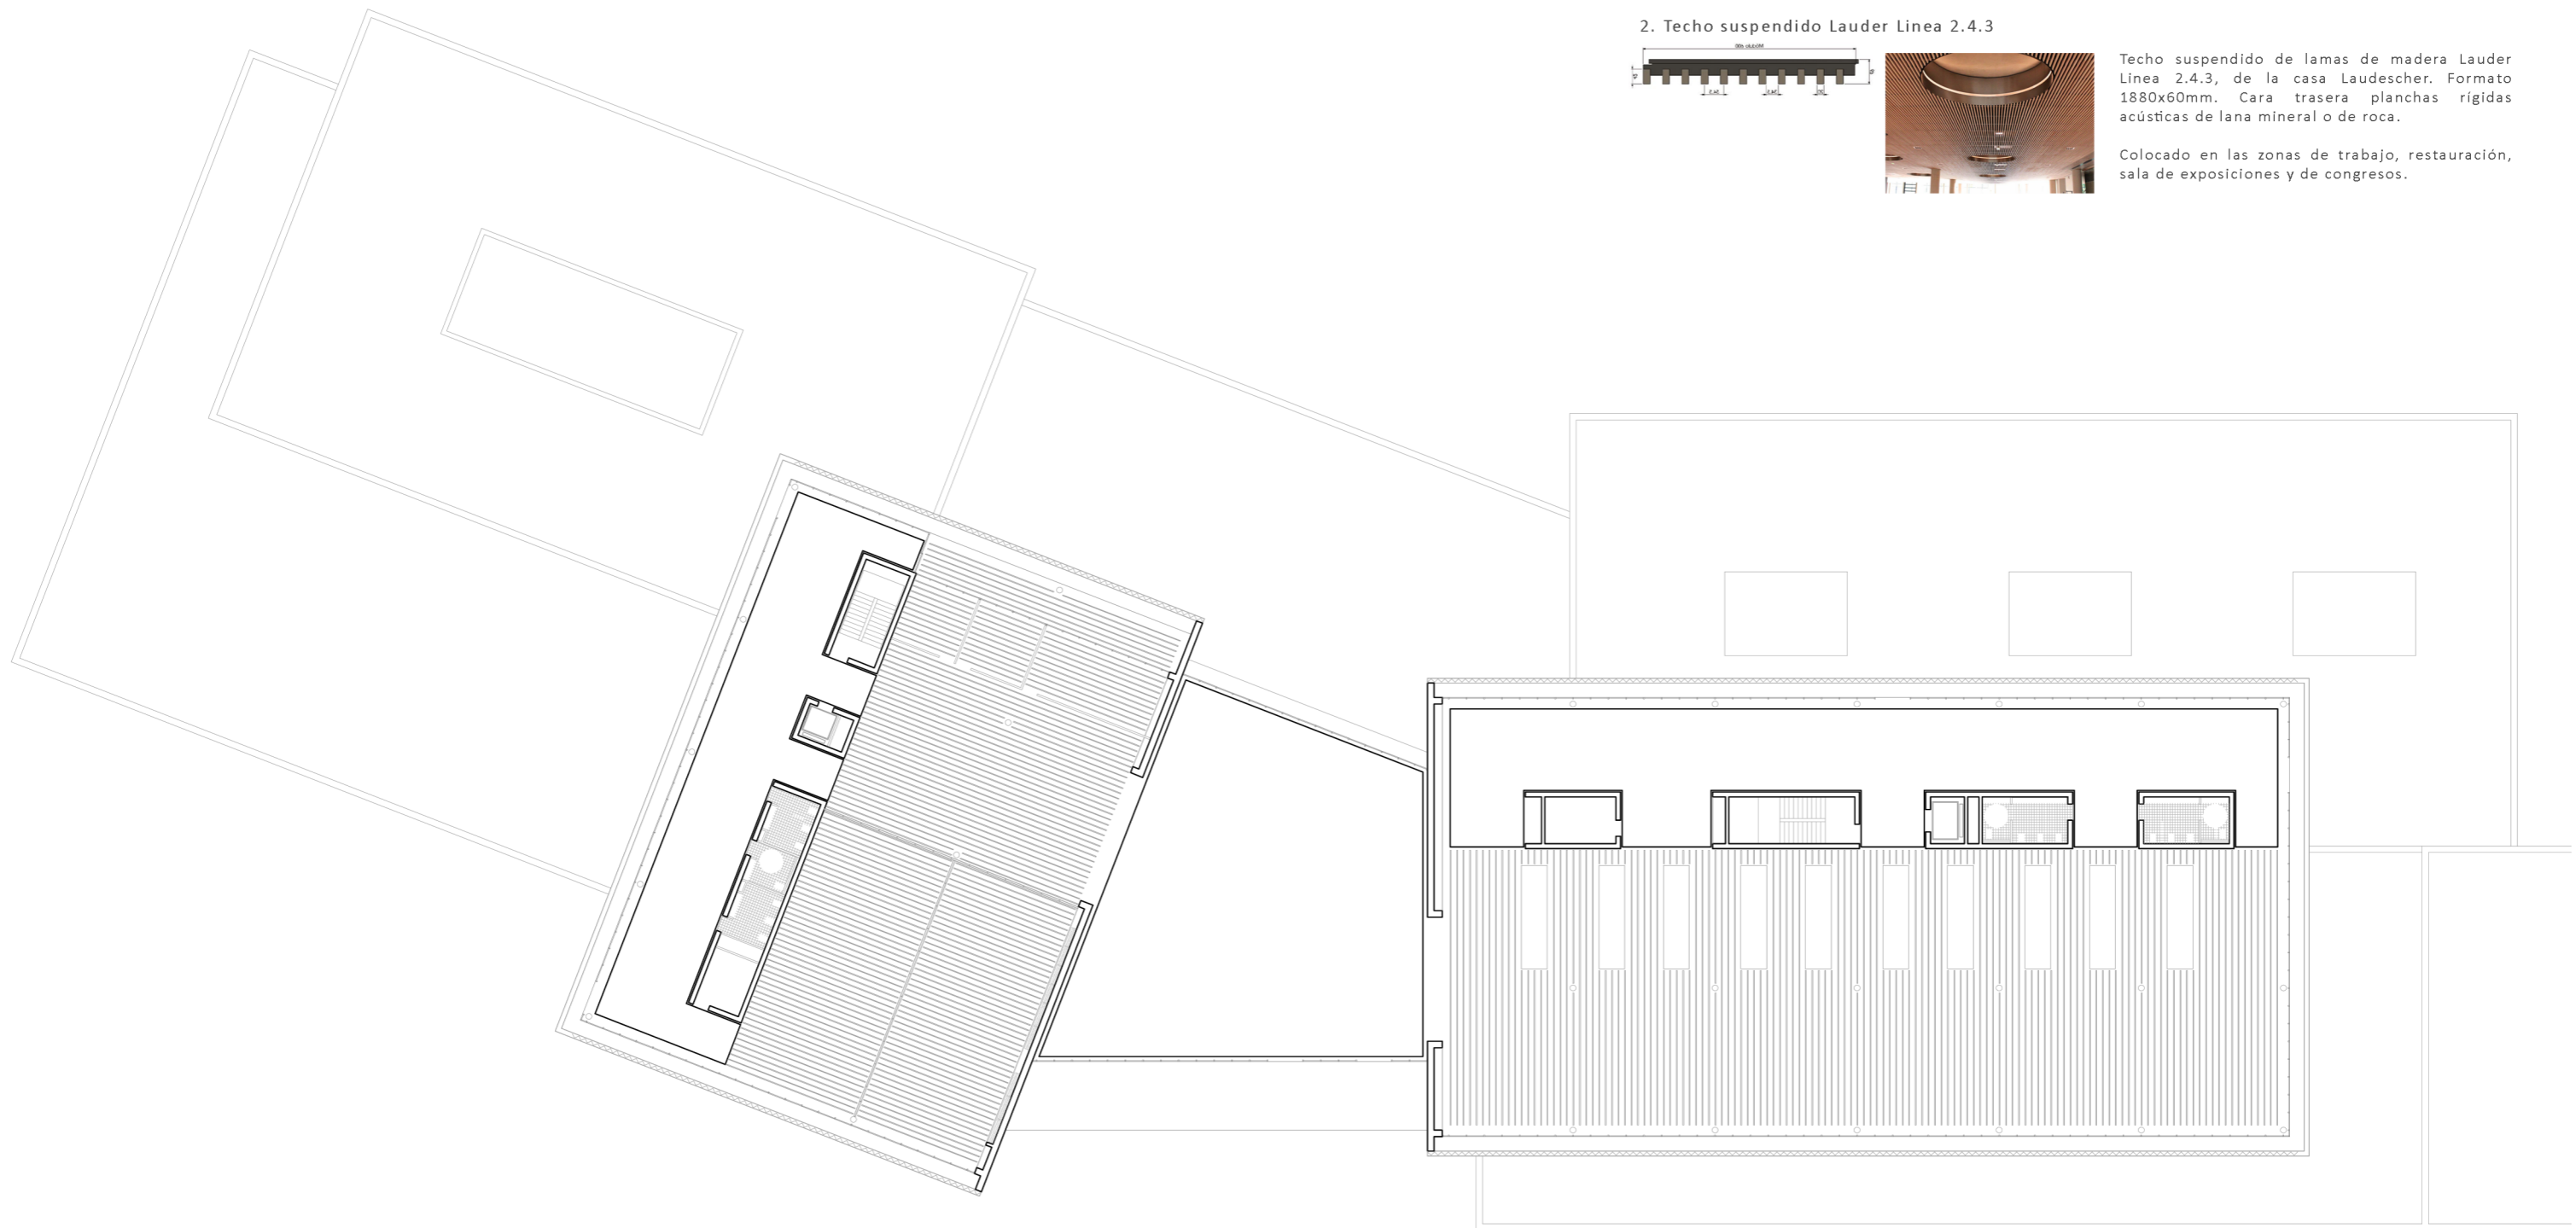 2. Techo suspendido Lauder Linea 2.4.3
Techo suspendido de lamas de madera Lauder
Linea 2.4.3, de la casa Laudescher. Formato
1880x60mm. Cara trasera planchas rígidas
acústicas de lana mineral o de roca.
Colocado en las zonas de trabajo, restauración,
sala de exposiciones y de congresos.